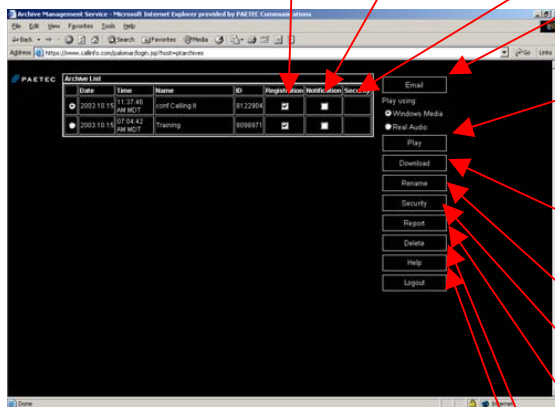 Archive Management Service - Microsoft Internet Explorer provided by PAETEC Communications
File Edit View Favorites Tools Help
Back Search Favorites Media
Address https://www.callinfo.com/palomar/login.jsp?host=ptarchives Go Links
PAETEC Archive List
Date Time Name ID Registration Notification Security
2003.10.15 11:37:46 AM MDT conf Calling II 8122904
2003.10.15 07:04:42 AM MDT Training 8098971
Email
Play using:
Windows Media
Real Audio
Play
Download
Rename
Security
Report
Delete
Help
Logout
Done Internet